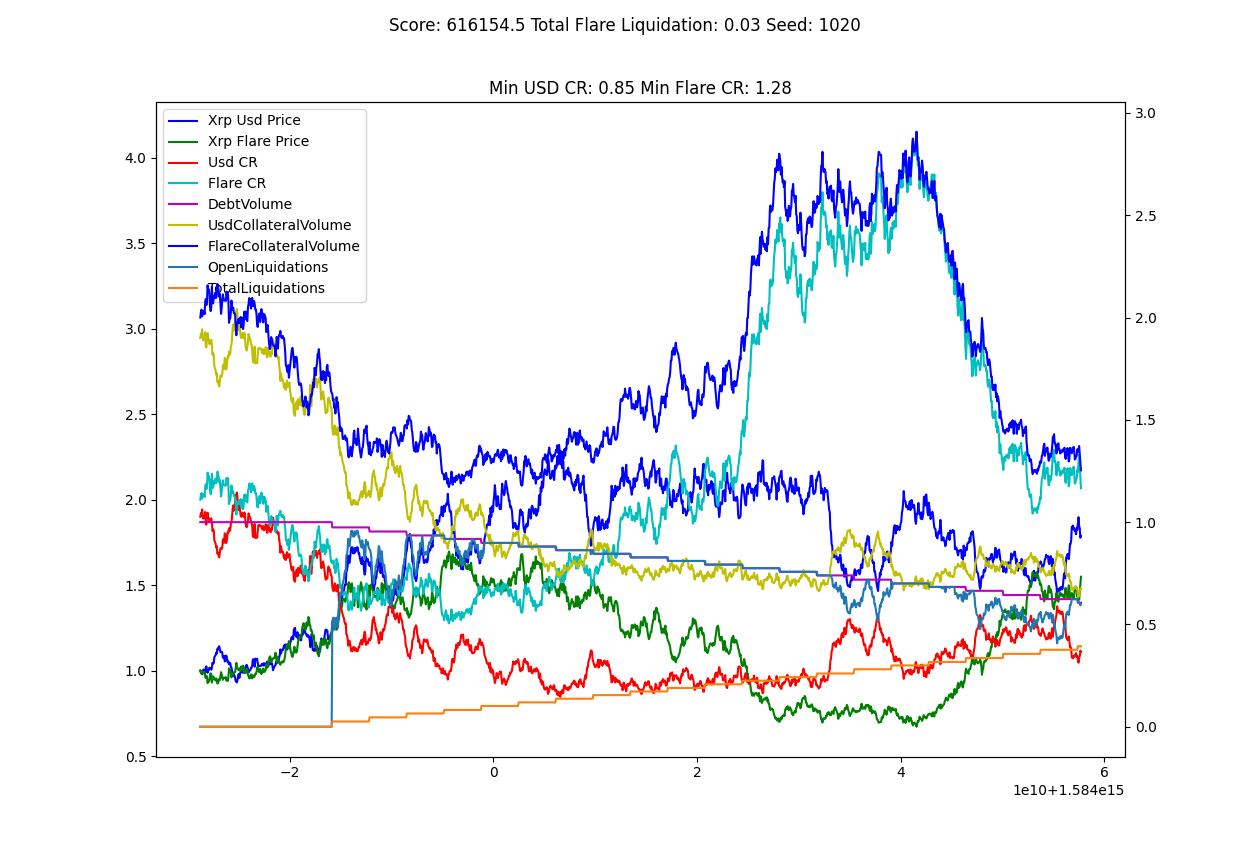 Score: 616154.5 Total Flare Liquidation: 0.03 Seed: 1020
Min USD CR: 0.85 Min Flare CR: 1.28
Xrp Usd Price
Xrp Flare Price
Usd CR
Flare CR
DebtVolume
UsdCollateralVolume
FlareCollateralVolume
OpenLiquidations
TotalLiquidations
4.0
3.5
3.0
2.5
2.0
1.5
1.0
0.5
3.0
2.5
2.0
1.5
1.0
0.5
0.0
−2
0
2
4
6
1e10+1.584e15